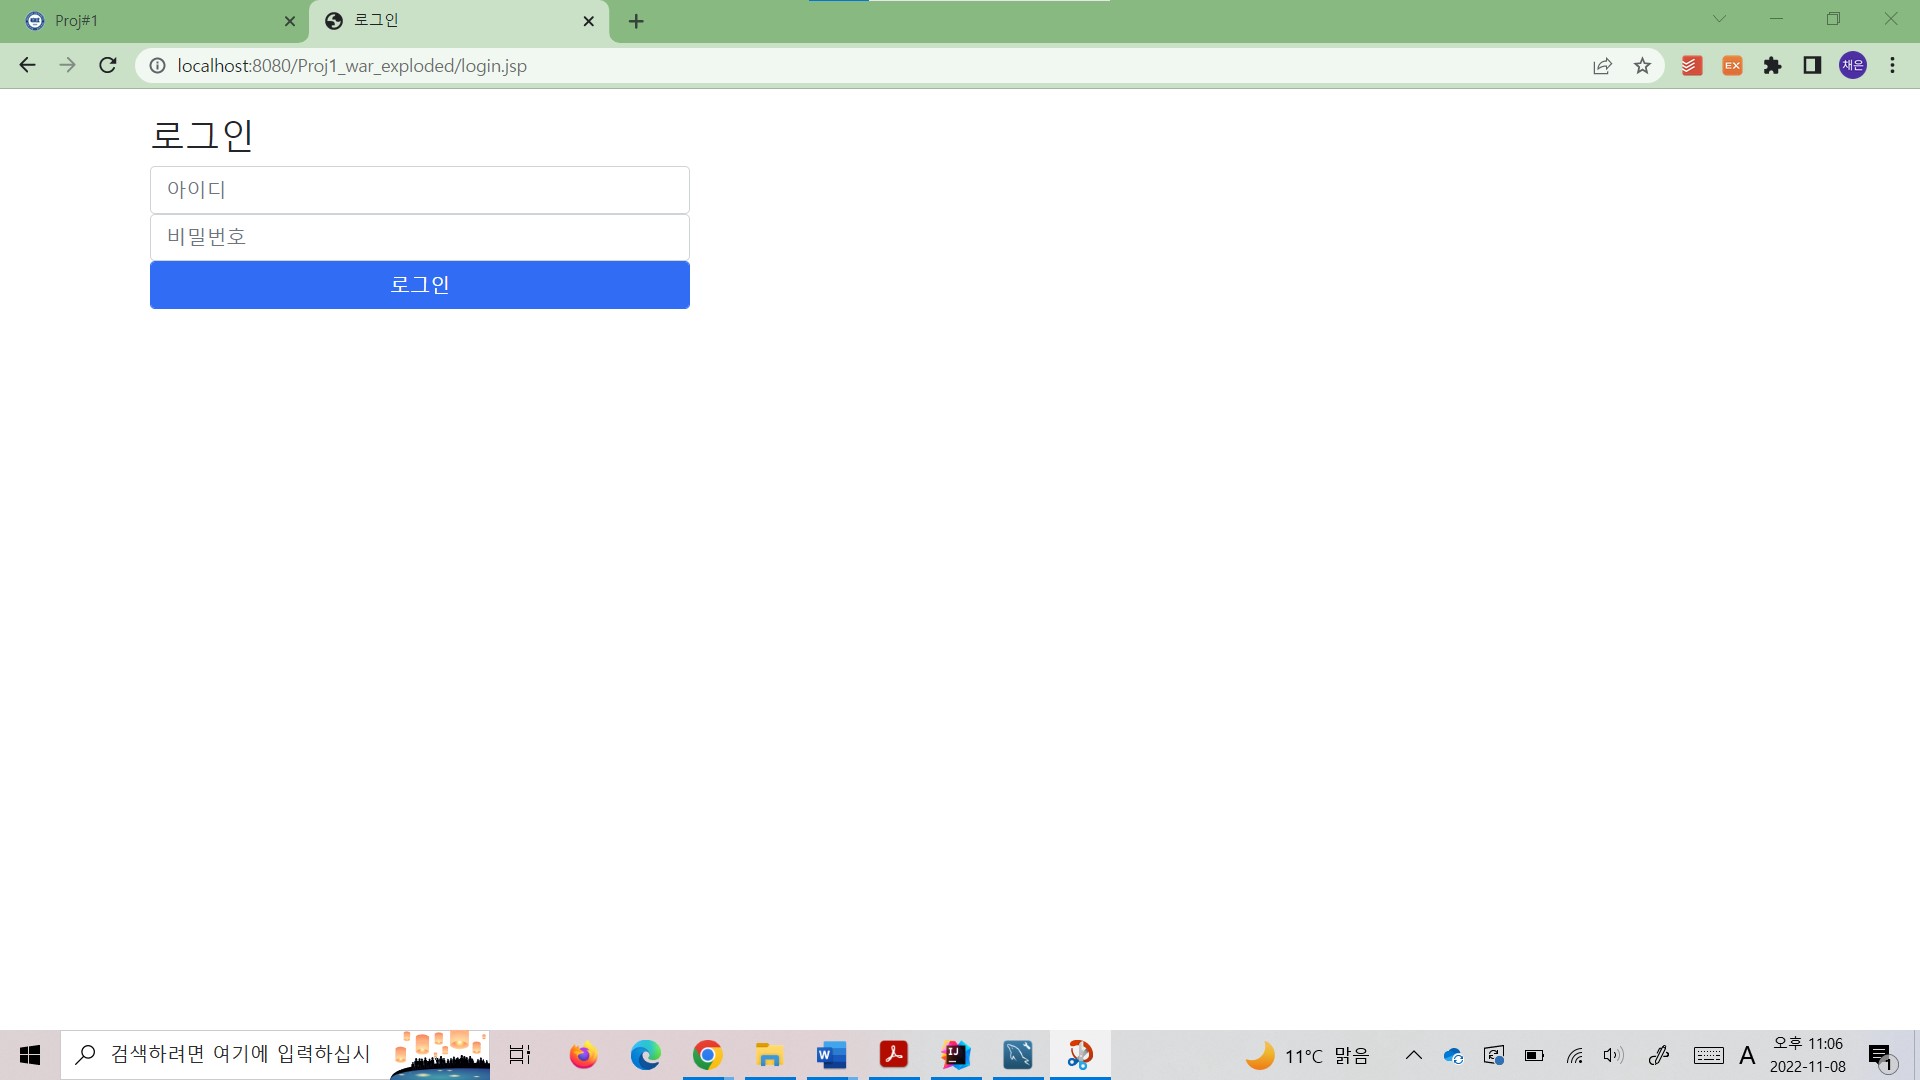 Proj#1
로그인
localhost:8080/Proj1_war_exploded/login.jsp
EX
채은
로그인
아이디
비밀번호
로그인
검색하려면 여기에 입력하십시
W
IJ
11°C 맑음
A
오후 11:06
2022-11-08
1